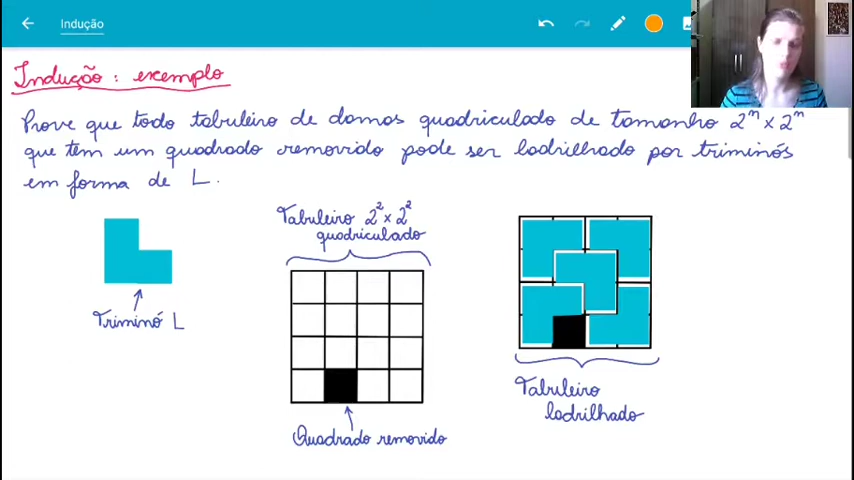 Indução
Indução: exemplo
Prove que todo tabuleiro de damas quadriculado de tamanho 2ⁿ × 2ⁿ
que tem um quadrado removido pode ser ladrilhado por triminós
em forma de L.
Tabuleiro 2² × 2²
quadriculado
Triminó L
Quadrado removido
Tabuleiro
ladrilhado